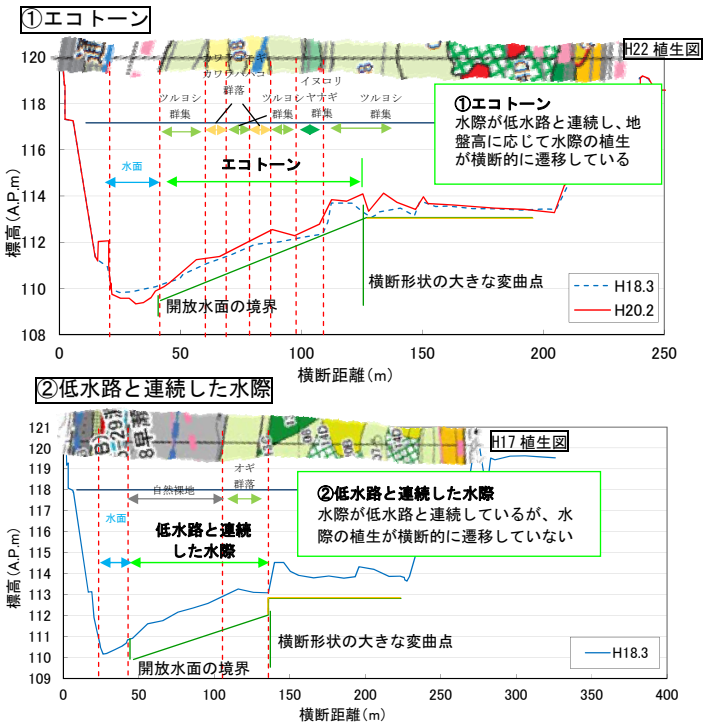 ①エコトーン
H22 植生図
カワラヨモギ
カワラハハコ
群落
ツルヨシ
群集
ツルヨシ
群集
イヌコリ
ヤナギ
群集
ツルヨシ
群集
①エコトーン
水際が低水路と連続し、地
盤高に応じて水際の植生
が横断的に遷移している
水面
エコトーン
横断形状の大きな変曲点
開放水面の境界
H18.3
H20.2
標高(A.P.m)
120
118
116
114
112
110
108
0
50
100
150
200
250
横断距離(m)
②低水路と連続した水際
H17 植生図
自然裸地
オギ
群落
②低水路と連続した水際
水際が低水路と連続しているが、水
際の植生が横断的に遷移していない
水面
低水路と連続
した水際
横断形状の大きな変曲点
開放水面の境界
H18.3
標高(A.P.m)
121
120
119
118
117
116
115
114
113
112
111
110
109
0
50
100
150
200
250
300
350
400
横断距離(m)